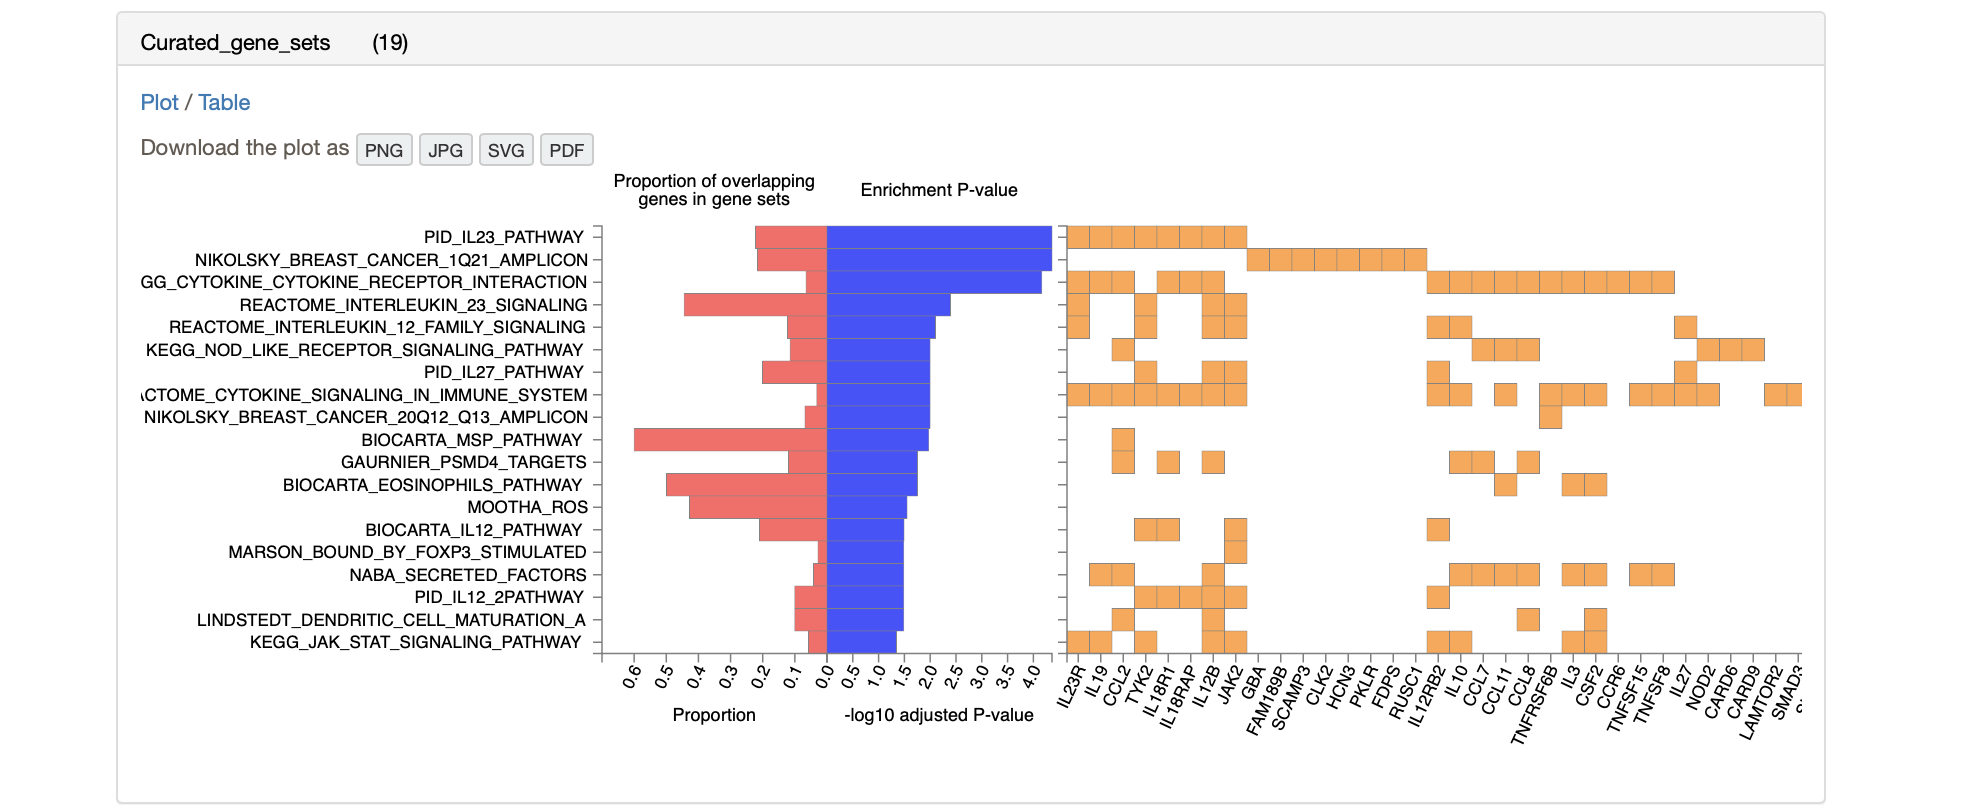 Curated_gene_sets (19)
Plot / Table
Download the plot as PNG JPG SVG PDF
Proportion of overlapping
genes in gene sets
Enrichment P-value
PID_IL23_PATHWAY
NIKOLSKY_BREAST_CANCER_1Q21_AMPLICON
GG_CYTOKINE_CYTOKINE_RECEPTOR_INTERACTION
REACTOME_INTERLEUKIN_23_SIGNALING
REACTOME_INTERLEUKIN_12_FAMILY_SIGNALING
KEGG_NOD_LIKE_RECEPTOR_SIGNALING_PATHWAY
PID_IL27_PATHWAY
CTOME_CYTOKINE_SIGNALING_IN_IMMUNE_SYSTEM
NIKOLSKY_BREAST_CANCER_20Q12_Q13_AMPLICON
BIOCARTA_MSP_PATHWAY
GAURNIER_PSMD4_TARGETS
BIOCARTA_EOSINOPHILS_PATHWAY
MOOTHA_ROS
BIOCARTA_IL12_PATHWAY
MARSON_BOUND_BY_FOXP3_STIMULATED
NABA_SECRETED_FACTORS
PID_IL12_2PATHWAY
LINDSTEDT_DENDRITIC_CELL_MATURATION_A
KEGG_JAK_STAT_SIGNALING_PATHWAY
0.6 0.5 0.4 0.3 0.2 0.1 0.0 0.5 1.0 1.5 2.0 2.5 3.0 3.5 4.0
Proportion
-log10 adjusted P-value
IL23R
IL19
CCL2
TYK2
IL18R1
IL18RAP
IL12B
JAK2
GBA
FAM189B
SCAMP3
CLK2
HCN3
PKLR
FDPS
RUSC1
IL12RB2
IL10
CCL7
CCL11
CCL8
TNFRSF6B
IL3
CSF2
CCR6
TNFSF15
TNFSF8
IL27
NOD2
CARD6
CARD9
LAMTOR2
SMAD3